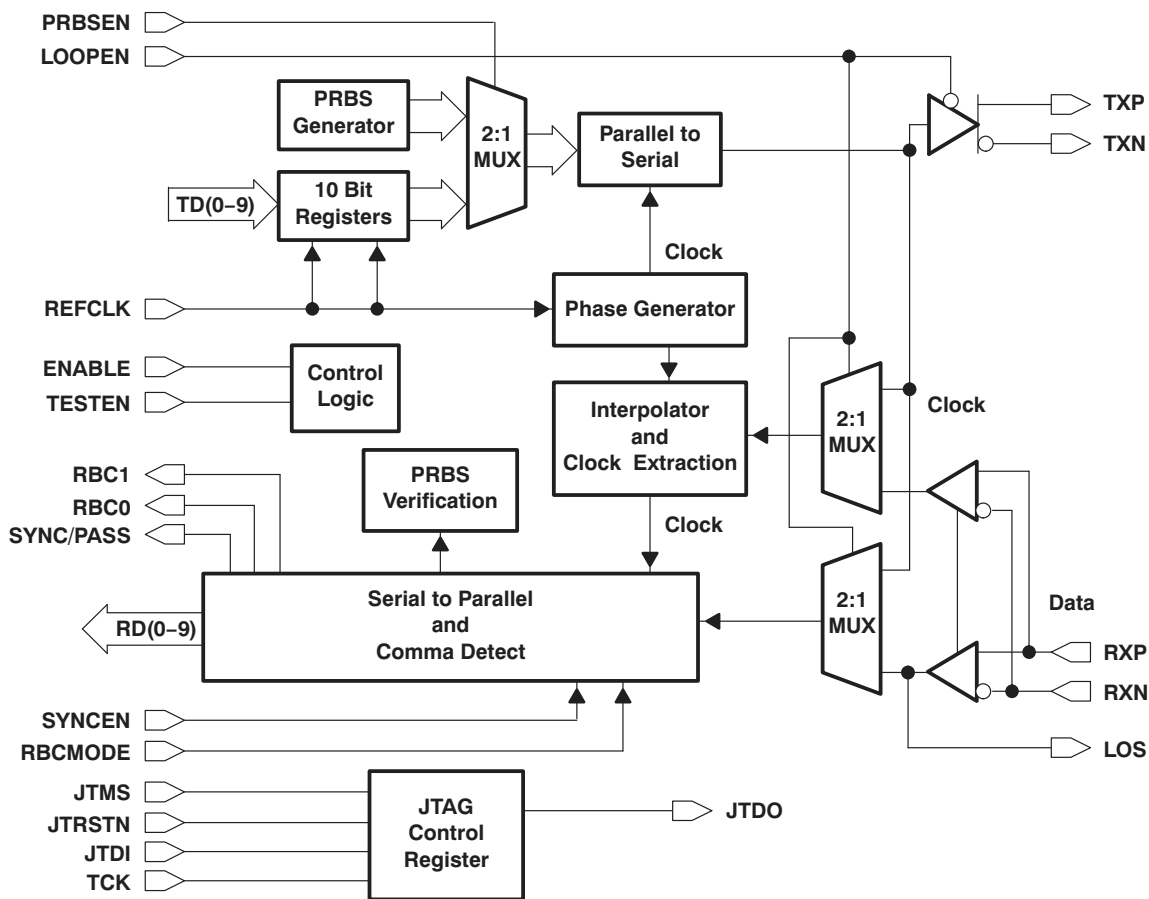 PRBSEN
LOOPEN
PRBS
Generator
2:1
MUX
Parallel to
Serial
TXP
TXN
TD(0–9)
10 Bit
Registers
Clock
REFCLK
Phase Generator
ENABLE
TESTEN
Control
Logic
Interpolator
and
Clock Extraction
2:1
MUX
Clock
RBC1
RBC0
SYNC/PASS
PRBS
Verification
Clock
RD(0–9)
Serial to Parallel
and
Comma Detect
2:1
MUX
Data
RXP
RXN
SYNCEN
RBCMODE
LOS
JTMS
JTRSTN
JTDI
TCK
JTAG
Control
Register
JTDO